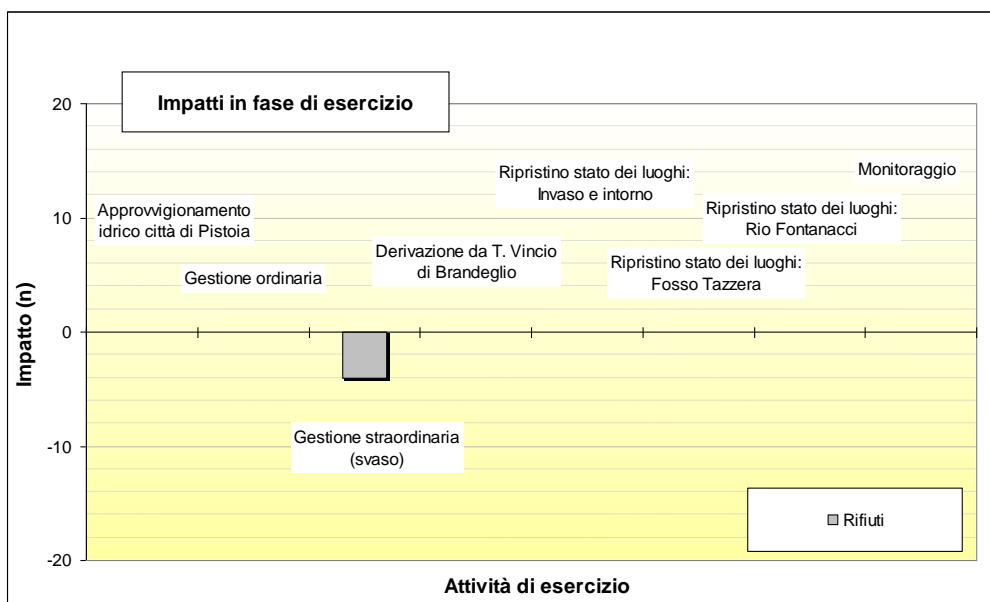 Impatti in fase di esercizio
20
10
0
-10
-20
Impatto (n)
Approvvigionamento
idrico città di Pistoia
Gestione ordinaria
Gestione straordinaria
(svaso)
Derivazione da T. Vincio
di Brandeglio
Ripristino stato dei luoghi:
Invaso e intorno
Ripristino stato dei luoghi:
Fosso Tazzera
Ripristino stato dei luoghi:
Rio Fontanacci
Monitoraggio
Rifiuti
Attività di esercizio